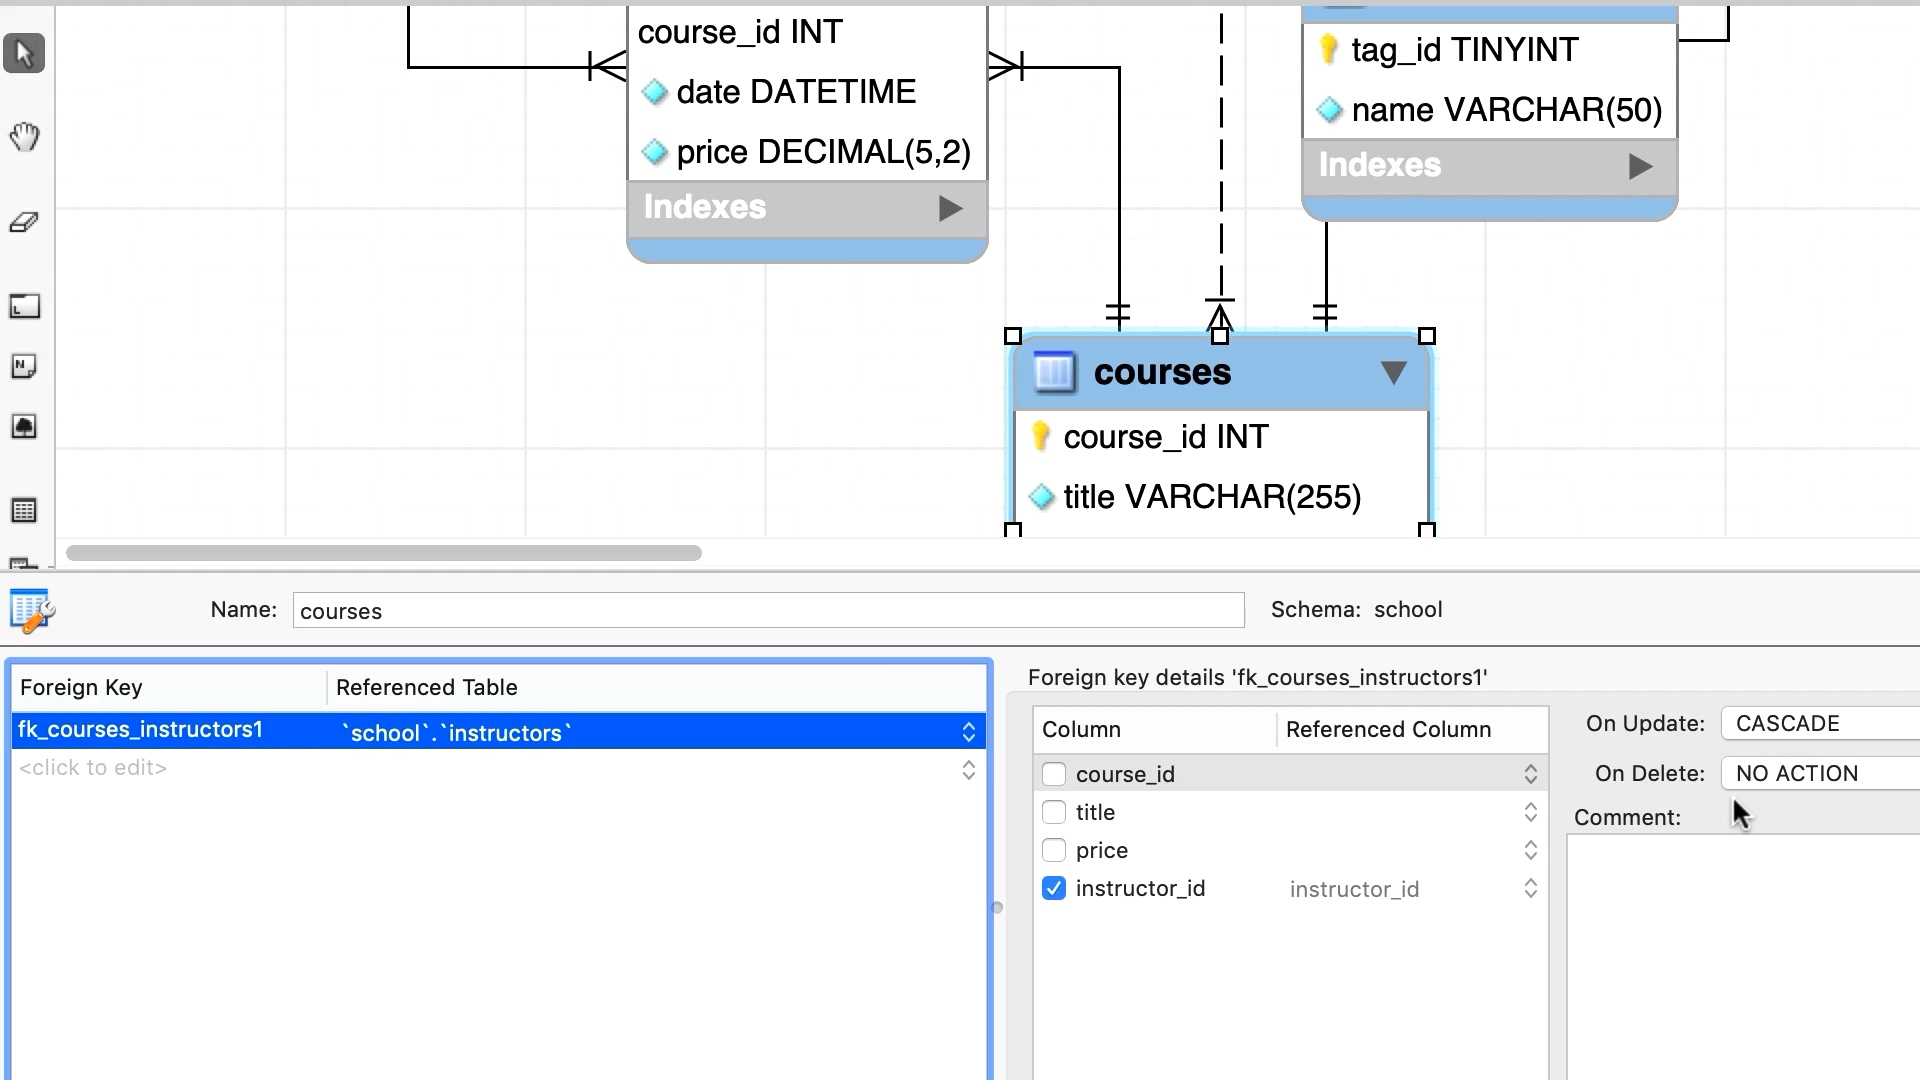 course_id INT
date DATETIME
price DECIMAL(5,2)
Indexes
tag_id TINYINT
name VARCHAR(50)
Indexes
courses
course_id INT
title VARCHAR(255)
Name: courses Schema: school
Foreign Key Referenced Table
fk_courses_instructors1 `school`.`instructors`
<click to edit>
Foreign key details 'fk_courses_instructors1'
Column Referenced Column
course_id
title
price
instructor_id instructor_id
On Update: CASCADE
On Delete: NO ACTION
Comment: